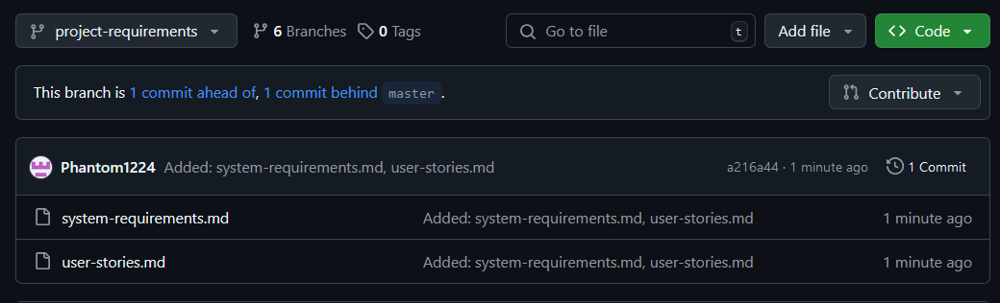 project-requirements 6 Branches 0 Tags Go to file t Add file Code
This branch is 1 commit ahead of, 1 commit behind master .
Contribute
Phantom1224 Added: system-requirements.md, user-stories.md a216a44 · 1 minute ago 1 Commit
system-requirements.md Added: system-requirements.md, user-stories.md 1 minute ago
user-stories.md Added: system-requirements.md, user-stories.md 1 minute ago